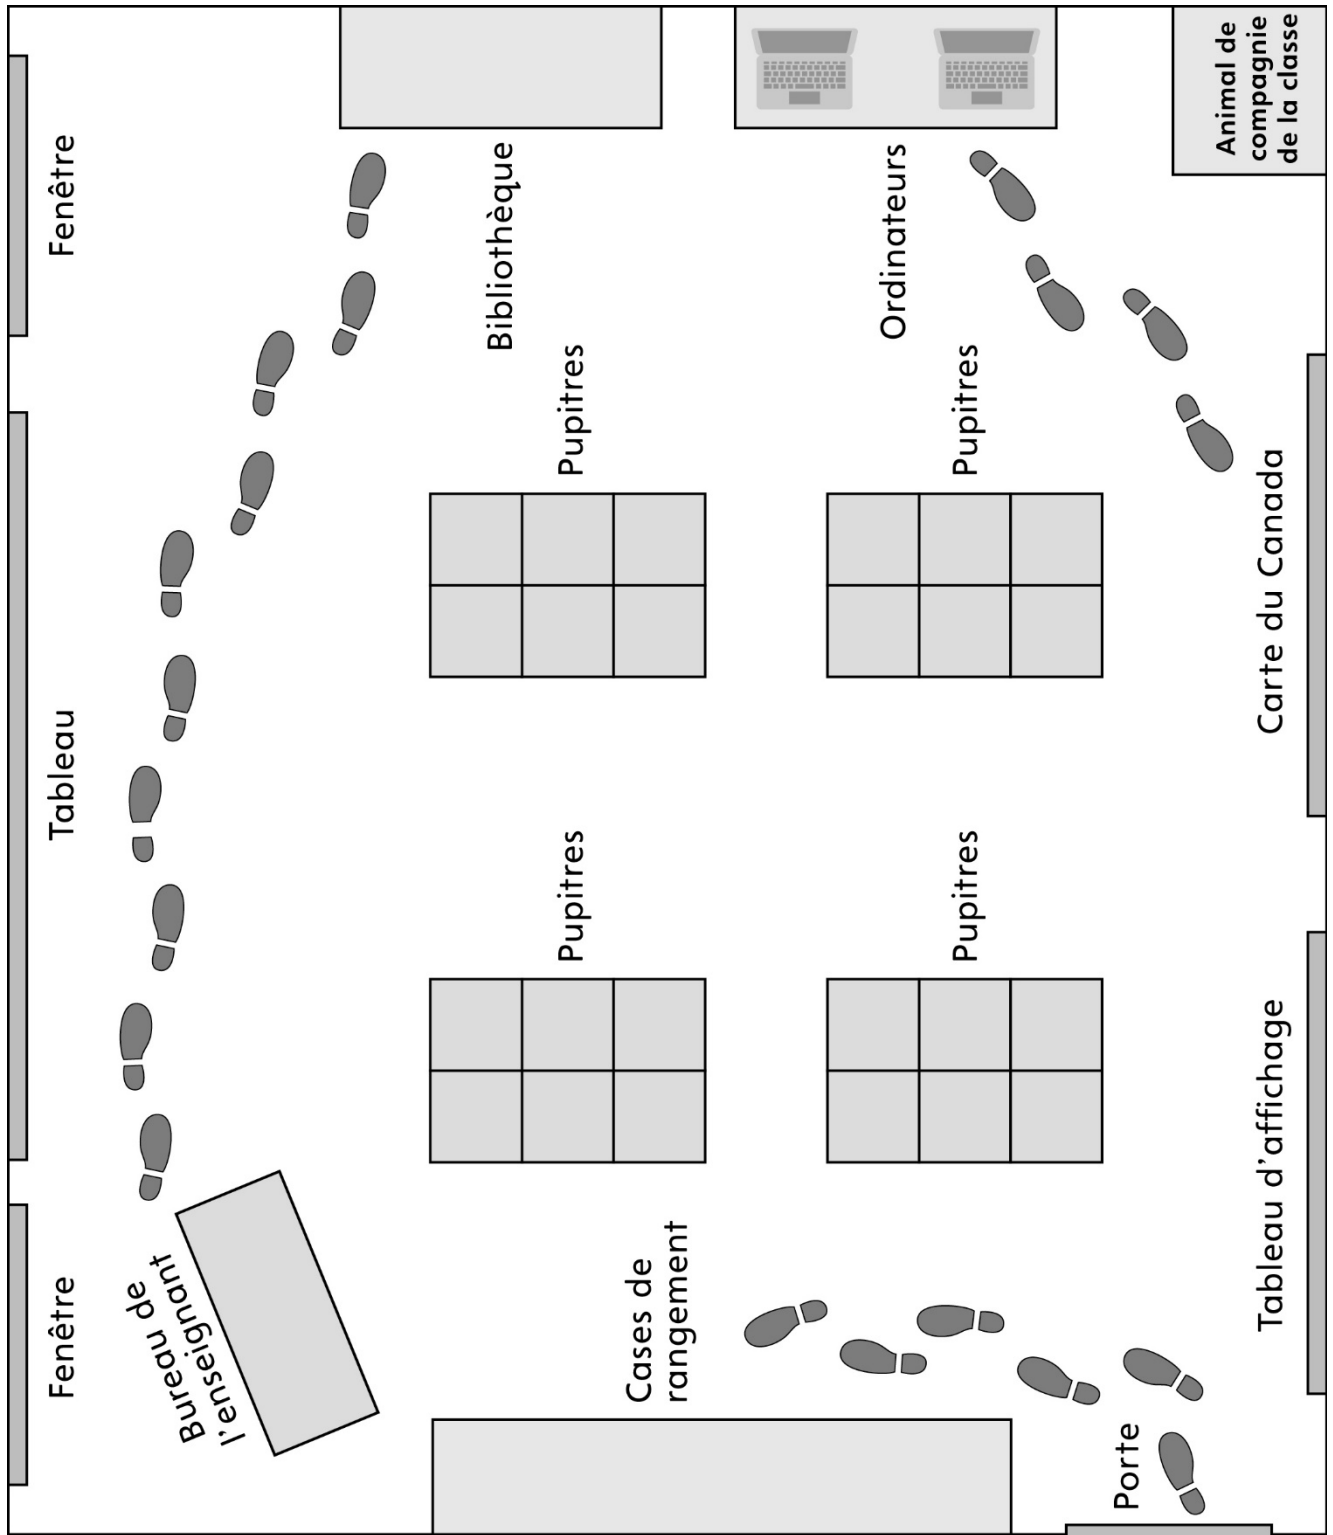 Fenêtre
Tableau
Fenêtre
Bureau de
l'enseignant
Bibliothèque
Pupitres
Pupitres
Cases de
rangement
Ordinateurs
Pupitres
Pupitres
Porte
Animal de
compagnie
de la classe
Tableau d'affichage
Carte du Canada